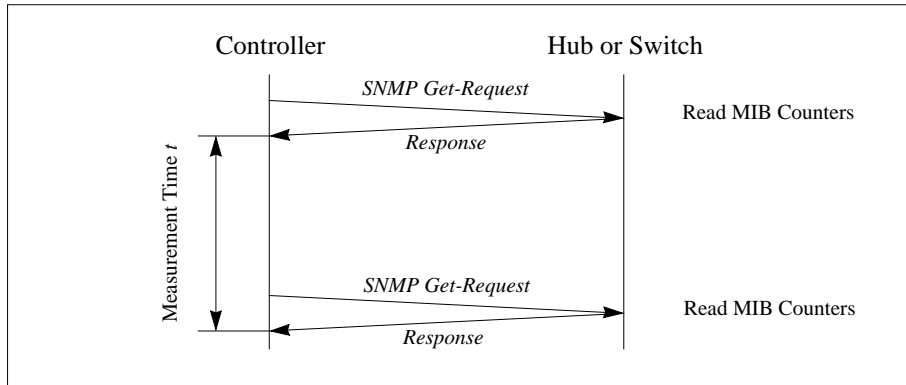 Controller
Hub or Switch
SNMP Get-Request
Read MIB Counters
Response
Measurement Time t
SNMP Get-Request
Read MIB Counters
Response